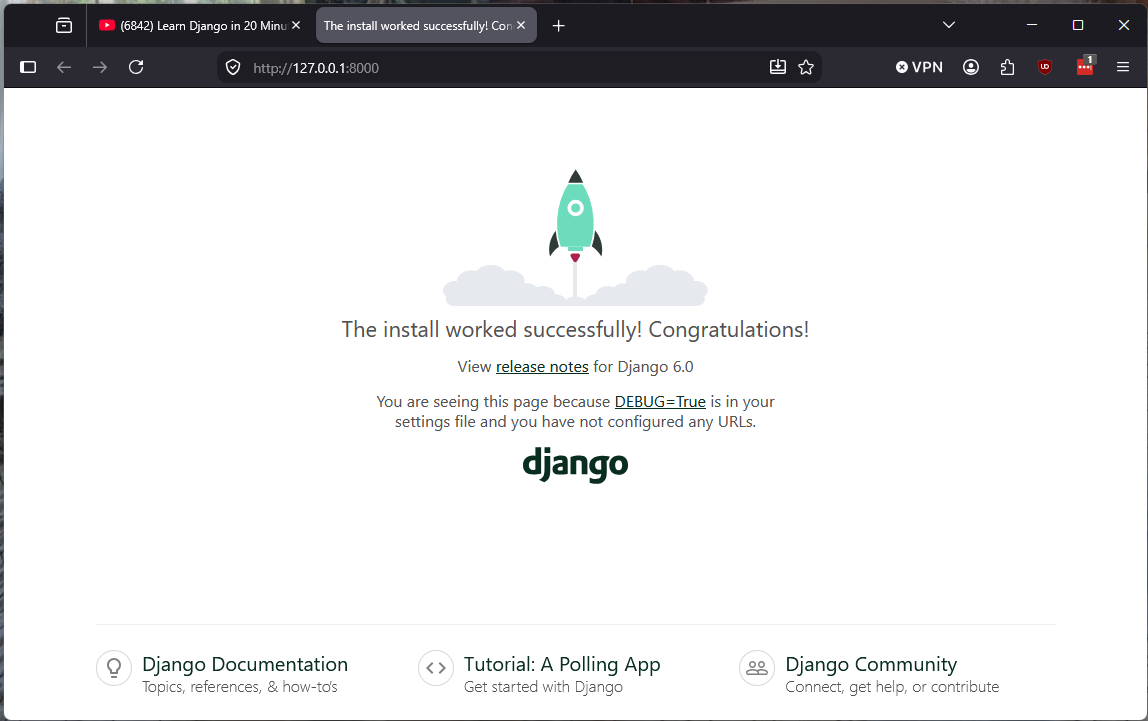 (6842) Learn Django in 20 Minu
The install worked successfully! Con
http://127.0.0.1:8000
VPN
1
The install worked successfully! Congratulations!
View release notes for Django 6.0
You are seeing this page because DEBUG=True is in your
settings file and you have not configured any URLs.
django
Django Documentation
Topics, references, & how-to's
Tutorial: A Polling App
Get started with Django
Django Community
Connect, get help, or contribute